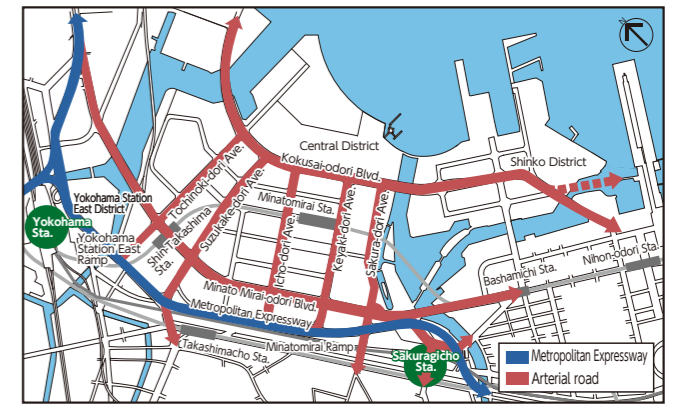 N
Central District
Kokusai-odori Blvd.
Shinko District
Tochinoki-dori Ave.
Yokohama Station
East District
Yokohama
Sta.
Yokohama
Station East
Ramp
Shin-Takashima
Sta.
Suzukake-dori Ave.
Minatomirai Sta.
Icho-dori Ave.
Keyaki-dori Ave.
Sakura-dori Ave.
Nihon-odori Sta.
Bashamichi Sta.
Minato Mirai-odori Blvd.
Metropolitan Expressway
Minatomirai Ramp
Takashimacho Sta.
Sakuragicho
Sta.
Metropolitan Expressway
Arterial road